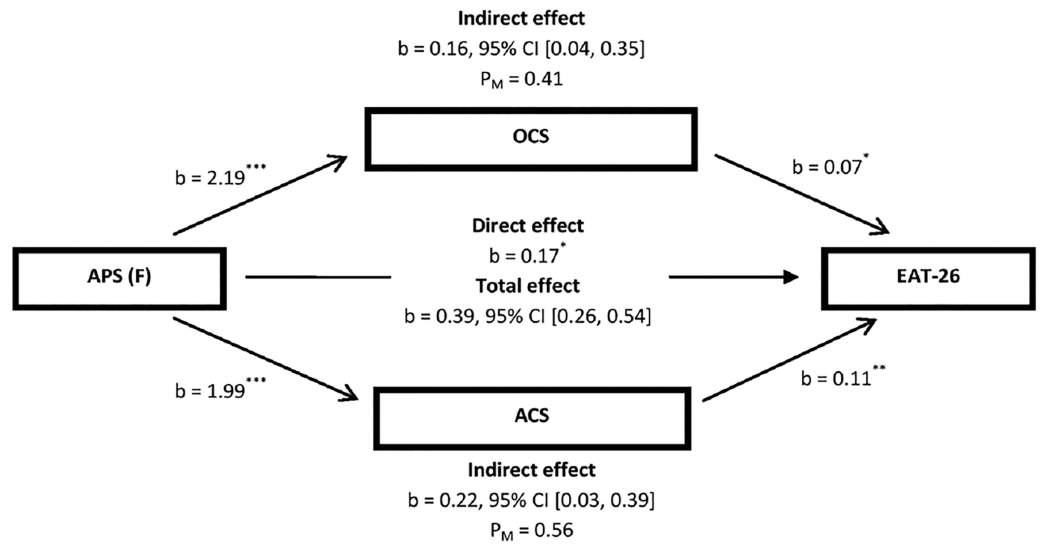 Indirect effect
b = 0.16, 95% CI [0.04, 0.35]
PM = 0.41
OCS
b = 2.19***
b = 0.07*
Direct effect
b = 0.17*
APS (F)
EAT-26
Total effect
b = 0.39, 95% CI [0.26, 0.54]
b = 1.99***
b = 0.11**
ACS
Indirect effect
b = 0.22, 95% CI [0.03, 0.39]
PM = 0.56